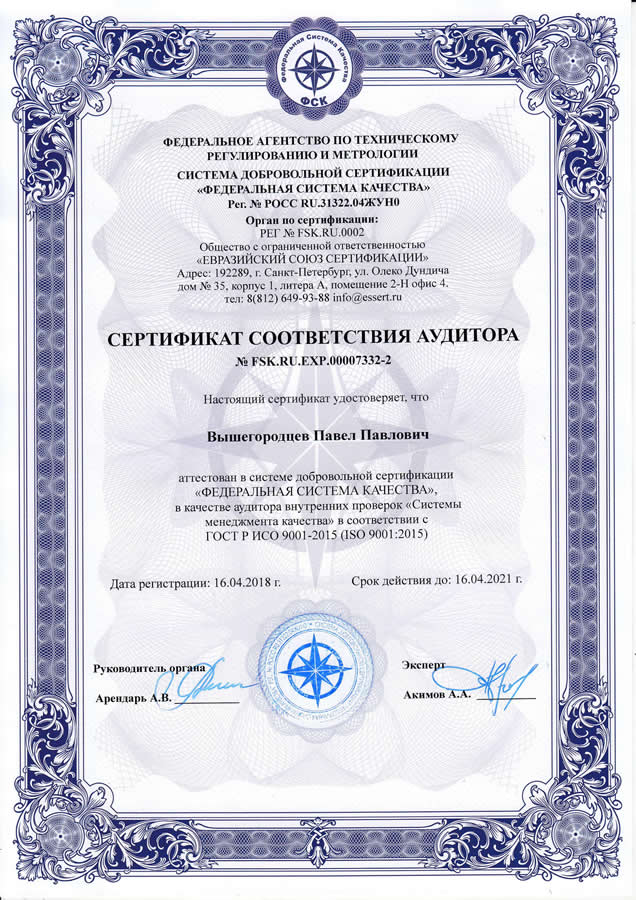 Федеральная Система Качества
ФСК
ФЕДЕРАЛЬНОЕ АГЕНТСТВО ПО ТЕХНИЧЕСКОМУ
РЕГУЛИРОВАНИЮ И МЕТРОЛОГИИ
СИСТЕМА ДОБРОВОЛЬНОЙ СЕРТИФИКАЦИИ
«ФЕДЕРАЛЬНАЯ СИСТЕМА КАЧЕСТВА»
Рег. № РОСС RU.31322.04ЖУН0
Орган по сертификации:
РЕГ № FSK.RU.0002
Общество с ограниченной ответственностью
«ЕВРАЗИЙСКИЙ СОЮЗ СЕРТИФИКАЦИИ»
Адрес: 192289, г. Санкт-Петербург, ул. Олеко Дундича
дом № 35, корпус 1, литера А, помещение 2-Н офис 4.
тел: 8(812) 649-93-88 info@essert.ru
СЕРТИФИКАТ СООТВЕТСТВИЯ АУДИТОРА
№ FSK.RU.EXP.00007332-2
Настоящий сертификат удостоверяет, что
Вышегородцев Павел Павлович
аттестован в системе добровольной сертификации
«ФЕДЕРАЛЬНАЯ СИСТЕМА КАЧЕСТВА»,
в качестве аудитора внутренних проверок «Системы
менеджмента качества» в соответствии с
ГОСТ Р ИСО 9001-2015 (ISO 9001:2015)
Дата регистрации: 16.04.2018 г. Срок действия до: 16.04.2021 г.
Руководитель органа Эксперт
Арендарь А.В. Акимов А.А.